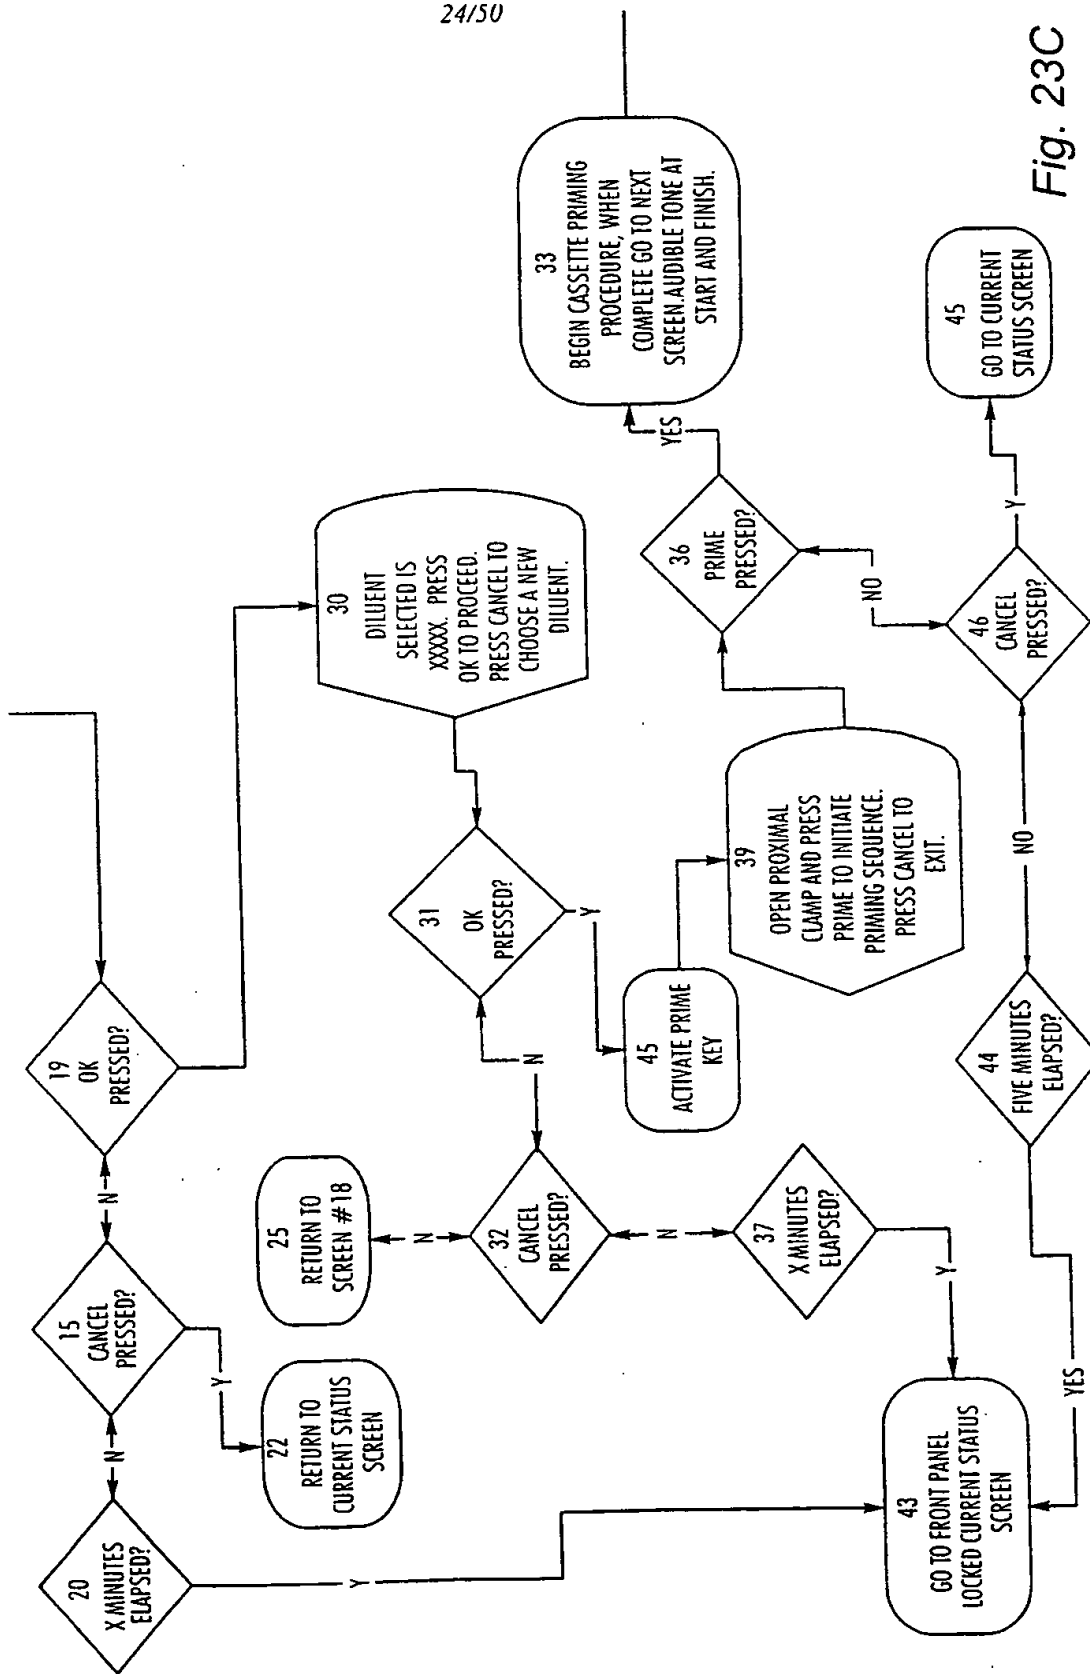 24/50
19
OK
PRESSED?
N
15
CANCEL
PRESSED?
N
20
X MINUTES
ELAPSED?
Y
22
RETURN TO
CURRENT STATUS
SCREEN
Y
30
DILUENT
SELECTED IS
XXXX. PRESS
OK TO PROCEED.
PRESS CANCEL TO
CHOOSE A NEW
DILUENT.
31
OK
PRESSED?
N
Y
25
RETURN TO
SCREEN #18
N
32
CANCEL
PRESSED?
N
37
X MINUTES
ELAPSED?
Y
45
ACTIVATE PRIME
KEY
39
OPEN PROXIMAL
CLAMP AND PRESS
PRIME TO INITIATE
PRIMING SEQUENCE.
PRESS CANCEL TO
EXIT.
36
PRIME
PRESSED?
YES
33
BEGIN CASSETTE PRIMING
PROCEDURE, WHEN
COMPLETE GO TO NEXT
SCREEN.AUDIBLE TONE AT
START AND FINISH.
NO
46
CANCEL
PRESSED?
Y
45
GO TO CURRENT
STATUS SCREEN
NO
44
FIVE MINUTES
ELAPSED?
YES
43
GO TO FRONT PANEL
LOCKED CURRENT STATUS
SCREEN
Fig. 23C